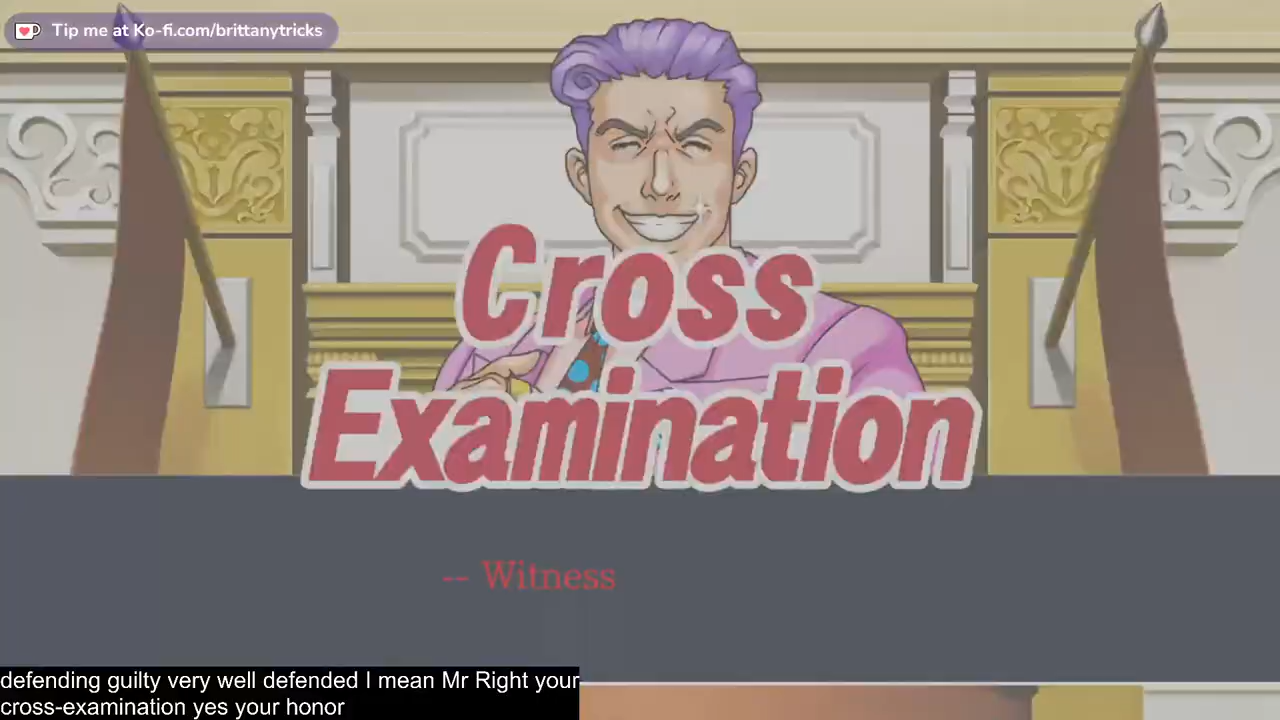 Tip me at Ko-fi.com/brittanytricks
Cross
Examination
-- Witness
defending guilty very well defended I mean Mr Right your
cross-examination yes your honor